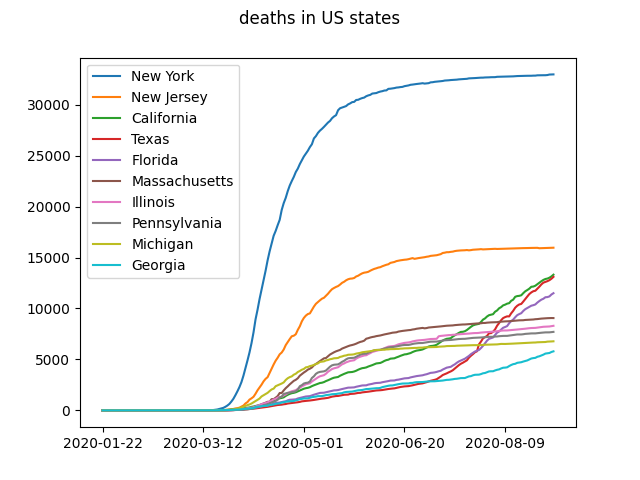 deaths in US states
New York
New Jersey
California
Texas
Florida
Massachusetts
Illinois
Pennsylvania
Michigan
Georgia
30000
25000
20000
15000
10000
5000
0
2020-01-22 2020-03-12 2020-05-01 2020-06-20 2020-08-09